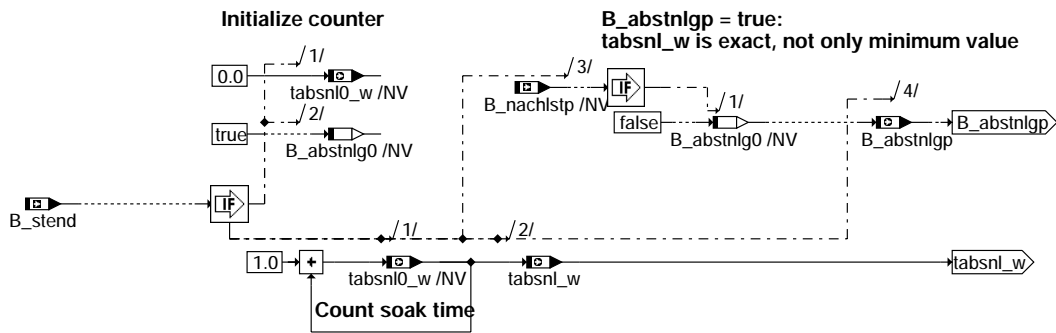 Initialize counter
B_abstnlgp = true:
tabsnl_w is exact, not only minimum value
/1/
0.0
tabsnl0_w /NV
/2/
true
B_abstnlg0 /NV
/3/
B_nachlstp /NV
IF
/1/
false
B_abstnlg0 /NV
/4/
B_abstnlgp
B_abstnlgp
B_stend
IF
/1/
/2/
1.0
+
tabsnl0_w /NV
tabsnl_w
tabsnl_w
Count soak time